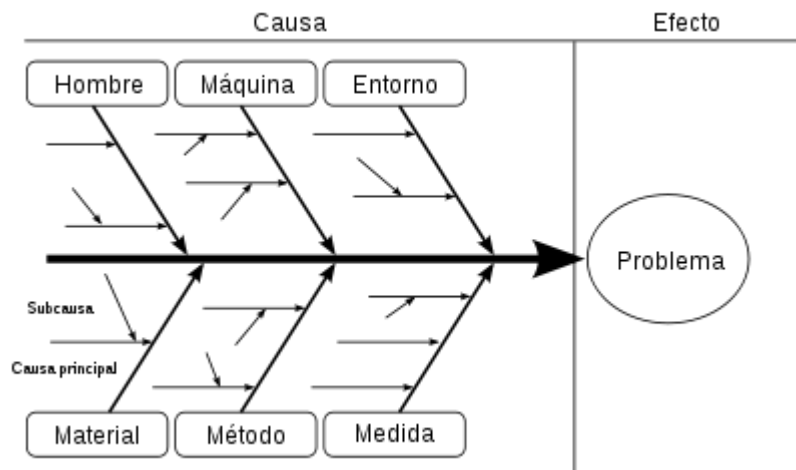 Causa
Efecto
Hombre
Máquina
Entorno
Problema
Subcausa
Causa principal
Material
Método
Medida